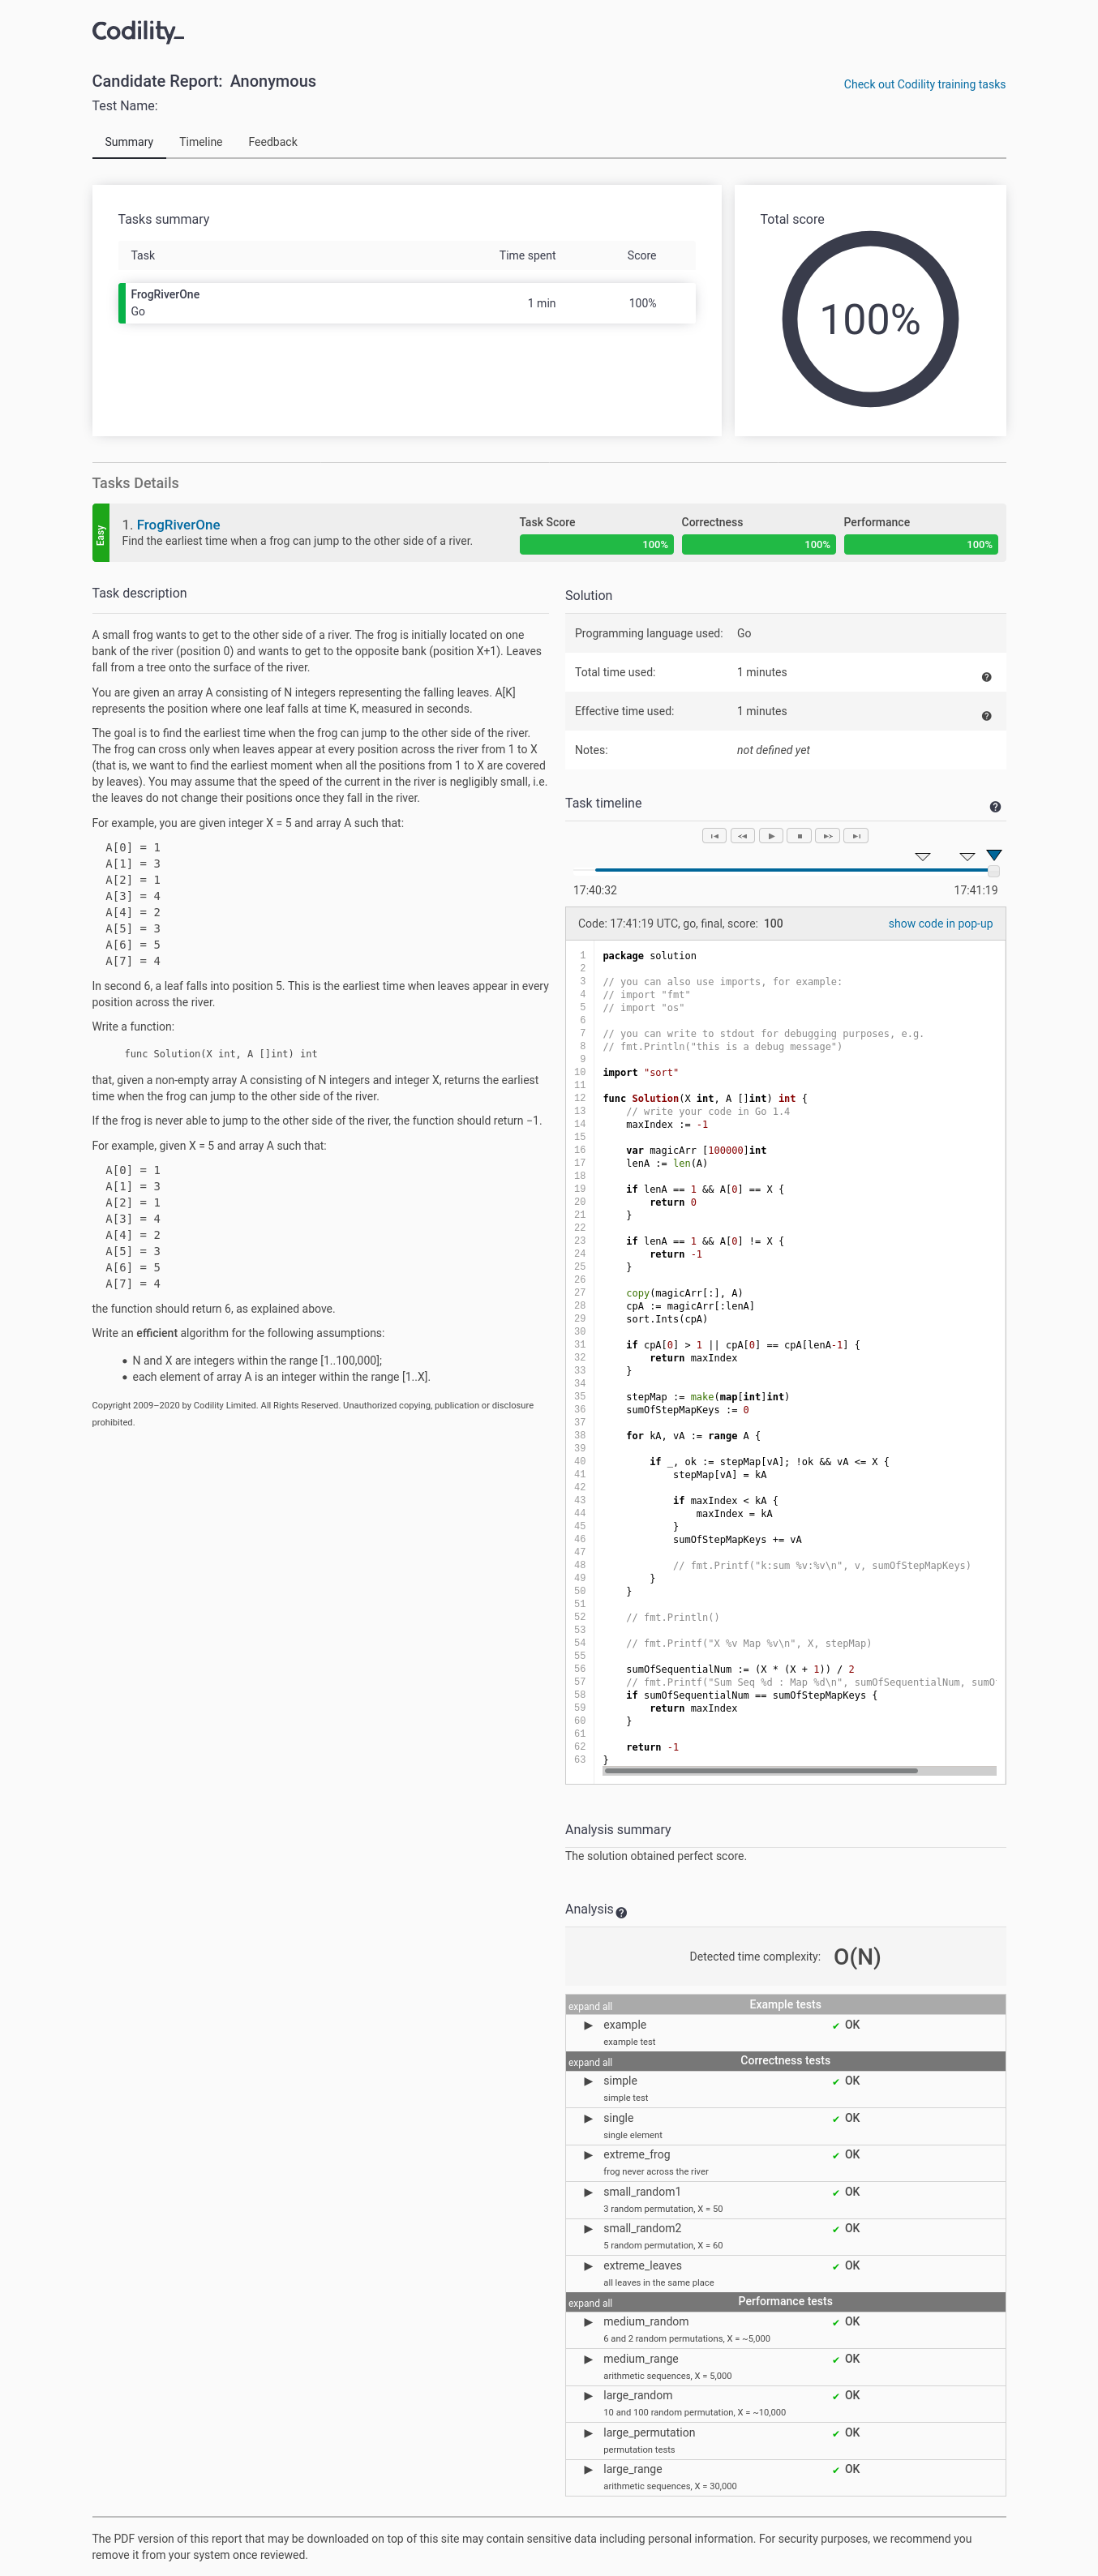 Codility_
Candidate Report: Anonymous
Check out Codility training tasks
Test Name:
Summary Timeline Feedback
Tasks summary
Task Time spent Score
FrogRiverOne
Go
1 min 100%
Total score
100%
Tasks Details
Easy
1. FrogRiverOne
Find the earliest time when a frog can jump to the other side of a river.
Task Score Correctness Performance
100% 100% 100%
Task description
A small frog wants to get to the other side of a river. The frog is initially located on one
bank of the river (position 0) and wants to get to the opposite bank (position X+1). Leaves
fall from a tree onto the surface of the river.
You are given an array A consisting of N integers representing the falling leaves. A[K]
represents the position where one leaf falls at time K, measured in seconds.
The goal is to find the earliest time when the frog can jump to the other side of the river.
The frog can cross only when leaves appear at every position across the river from 1 to X
(that is, we want to find the earliest moment when all the positions from 1 to X are covered
by leaves). You may assume that the speed of the current in the river is negligibly small, i.e.
the leaves do not change their positions once they fall in the river.
For example, you are given integer X = 5 and array A such that:
A[0] = 1
A[1] = 3
A[2] = 1
A[3] = 4
A[4] = 2
A[5] = 3
A[6] = 5
A[7] = 4
In second 6, a leaf falls into position 5. This is the earliest time when leaves appear in every
position across the river.
Write a function:
func Solution(X int, A []int) int
that, given a non-empty array A consisting of N integers and integer X, returns the earliest
time when the frog can jump to the other side of the river.
If the frog is never able to jump to the other side of the river, the function should return −1.
For example, given X = 5 and array A such that:
A[0] = 1
A[1] = 3
A[2] = 1
A[3] = 4
A[4] = 2
A[5] = 3
A[6] = 5
A[7] = 4
the function should return 6, as explained above.
Write an efficient algorithm for the following assumptions:
• N and X are integers within the range [1..100,000];
• each element of array A is an integer within the range [1..X].
Copyright 2009–2020 by Codility Limited. All Rights Reserved. Unauthorized copying, publication or disclosure
prohibited.
Solution
Programming language used: Go
Total time used: 1 minutes
Effective time used: 1 minutes
Notes: not defined yet
Task timeline
17:40:32 17:41:19
Code: 17:41:19 UTC, go, final, score: 100
show code in pop-up
1 package solution
2
3 // you can also use imports, for example:
4 // import "fmt"
5 // import "os"
6
7 // you can write to stdout for debugging purposes, e.g.
8 // fmt.Println("this is a debug message")
9
10 import "sort"
11
12 func Solution(X int, A []int) int {
13 // write your code in Go 1.4
14 maxIndex := -1
15
16 var magicArr [100000]int
17 lenA := len(A)
18
19 if lenA == 1 && A[0] == X {
20 return 0
21 }
22
23 if lenA == 1 && A[0] != X {
24 return -1
25 }
26
27 copy(magicArr[:], A)
28 cpA := magicArr[:lenA]
29 sort.Ints(cpA)
30
31 if cpA[0] > 1 || cpA[0] == cpA[lenA-1] {
32 return maxIndex
33 }
34
35 stepMap := make(map[int]int)
36 sumOfStepMapKeys := 0
37
38 for kA, vA := range A {
39
40 if _, ok := stepMap[vA]; !ok && vA <= X {
41 stepMap[vA] = kA
42
43 if maxIndex < kA {
44 maxIndex = kA
45 }
46 sumOfStepMapKeys += vA
47
48 // fmt.Printf("k:sum %v:%v\n", v, sumOfStepMapKeys)
49 }
50 }
51
52 // fmt.Println()
53
54 // fmt.Printf("X %v Map %v\n", X, stepMap)
55
56 sumOfSequentialNum := (X * (X + 1)) / 2
57 // fmt.Printf("Sum Seq %d : Map %d\n", sumOfSequentialNum, sumO
58 if sumOfSequentialNum == sumOfStepMapKeys {
59 return maxIndex
60 }
61
62 return -1
63 }
Analysis summary
The solution obtained perfect score.
Analysis
Detected time complexity: O(N)
expand all Example tests
example ✔ OK
example test
expand all Correctness tests
simple ✔ OK
simple test
single ✔ OK
single element
extreme_frog ✔ OK
frog never across the river
small_random1 ✔ OK
3 random permutation, X = 50
small_random2 ✔ OK
5 random permutation, X = 60
extreme_leaves ✔ OK
all leaves in the same place
expand all Performance tests
medium_random ✔ OK
6 and 2 random permutations, X = ~5,000
medium_range ✔ OK
arithmetic sequences, X = 5,000
large_random ✔ OK
10 and 100 random permutation, X = ~10,000
large_permutation ✔ OK
permutation tests
large_range ✔ OK
arithmetic sequences, X = 30,000
The PDF version of this report that may be downloaded on top of this site may contain sensitive data including personal information. For security purposes, we recommend you
remove it from your system once reviewed.